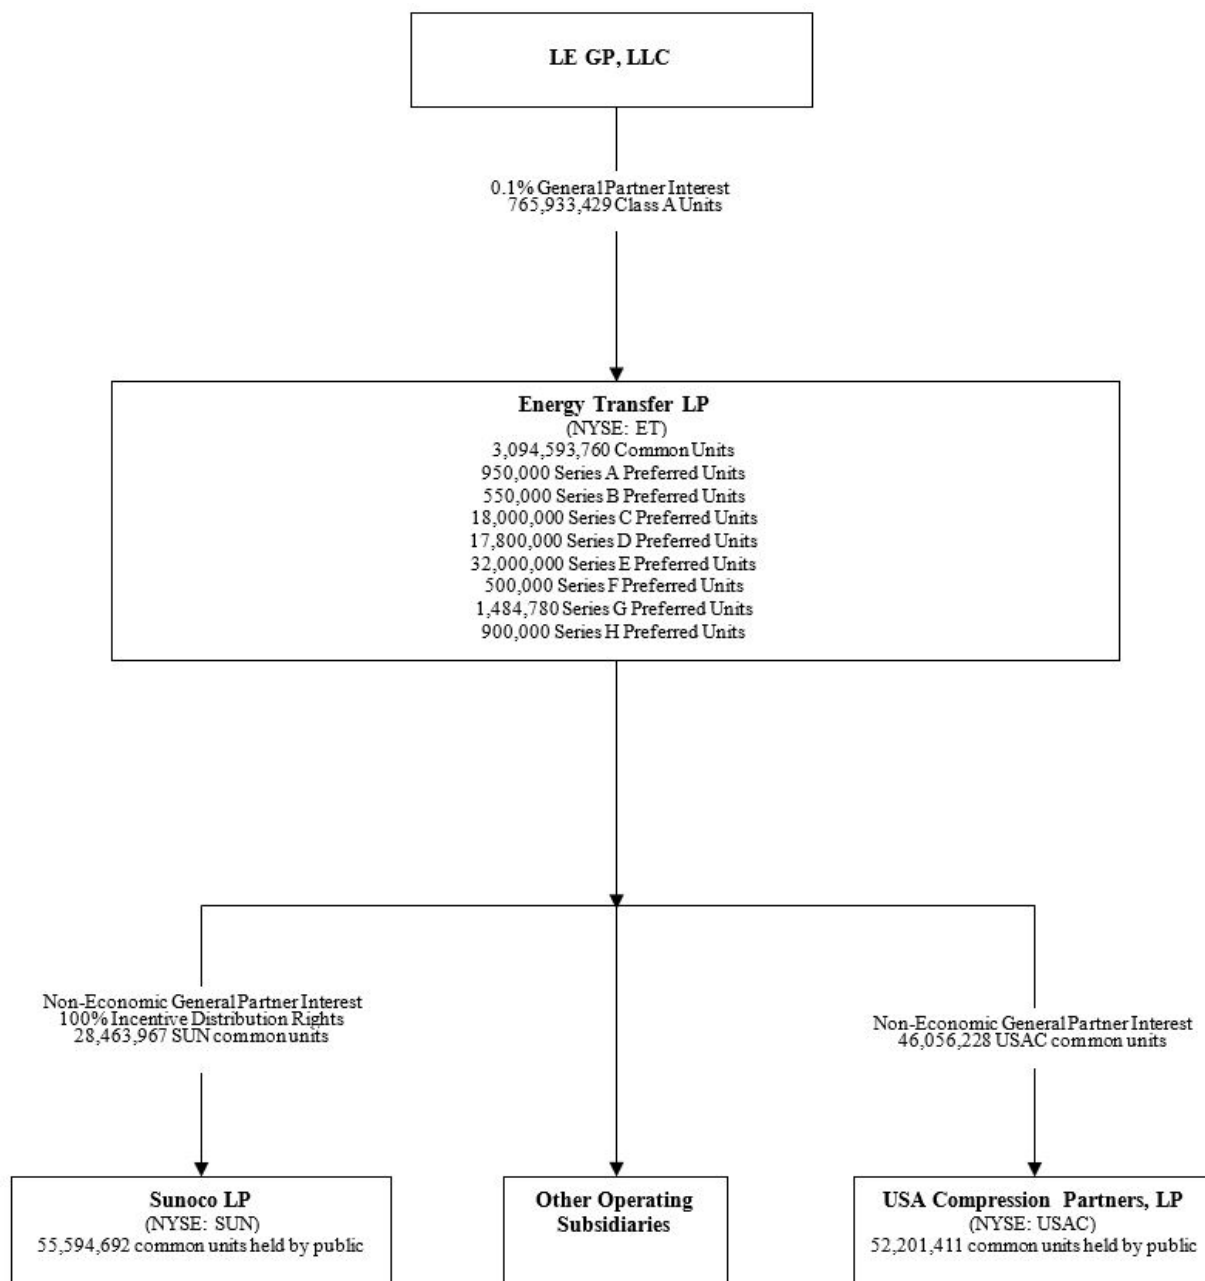 LE GP, LLC
0.1% General Partner Interest
765,933,429 Class A Units
Energy Transfer LP
(NYSE: ET)
3,094,593,760 Common Units
950,000 Series A Preferred Units
550,000 Series B Preferred Units
18,000,000 Series C Preferred Units
17,800,000 Series D Preferred Units
32,000,000 Series E Preferred Units
500,000 Series F Preferred Units
1,484,780 Series G Preferred Units
900,000 Series H Preferred Units
Non-Economic General Partner Interest
100% Incentive Distribution Rights
28,463,967 SUN common units
Non-Economic General Partner Interest
46,056,228 USAC common units
Sunoco LP
(NYSE: SUN)
55,594,692 common units held by public
Other Operating
Subsidiaries
USA Compression Partners, LP
(NYSE: USAC)
52,201,411 common units held by public